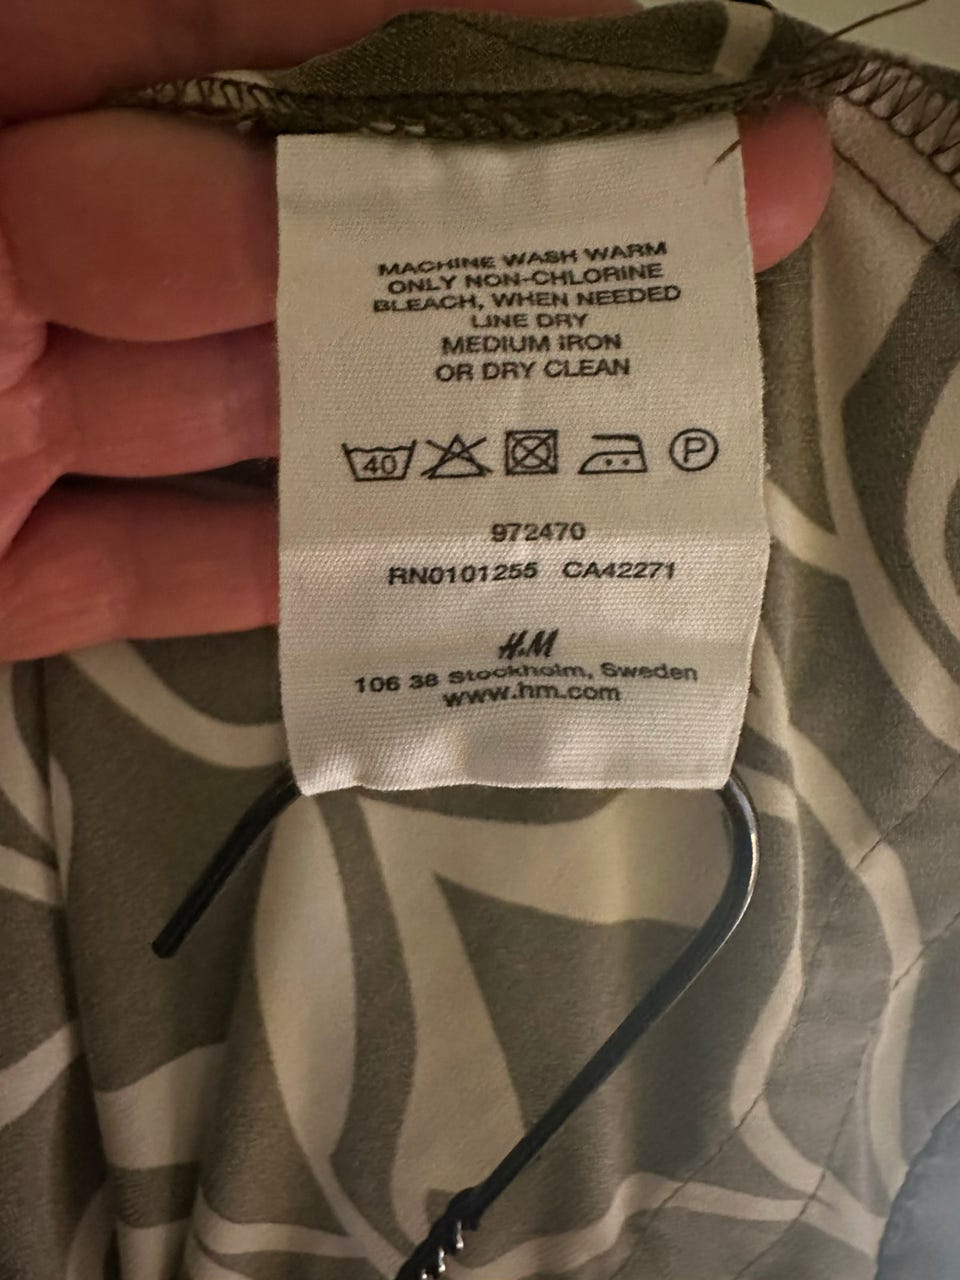 MACHINE WASH WARM
ONLY NON-CHLORINE
BLEACH, WHEN NEEDED
LINE DRY
MEDIUM IRON
OR DRY CLEAN
40 P
972470
RN0101255 CA42271
H&M
106 38 Stockholm, Sweden
www.hm.com